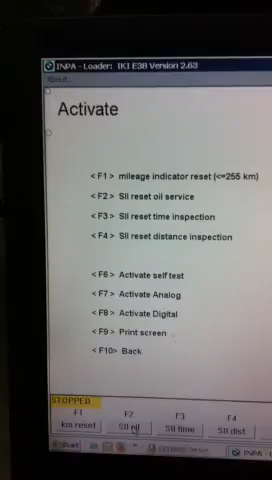 INPA - Loader: IKI E38 Version 2.63
About...
Activate
< F1 > mileage indicator reset (<=255 km)
< F2 > SII reset oil service
< F3 > SII reset time inspection
< F4 > SII reset distance inspection
< F6 > Activate self test
< F7 > Activate Analog
< F8 > Activate Digital
< F9 > Print screen
< F10> Back
STOPPED
F1 F2 F3 F4
km reset SII oil SII time SII dist
Start INPA -